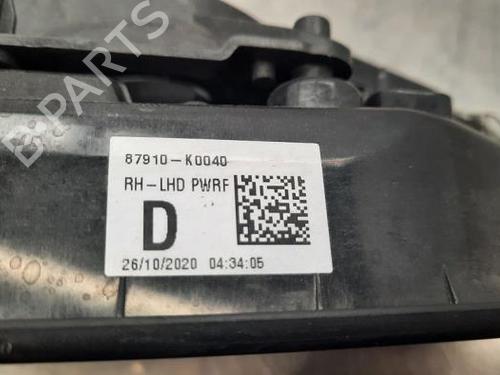 B-PARTS
87910-K0040
RH-LHD PWRF
D
26/10/2020 04:34:05